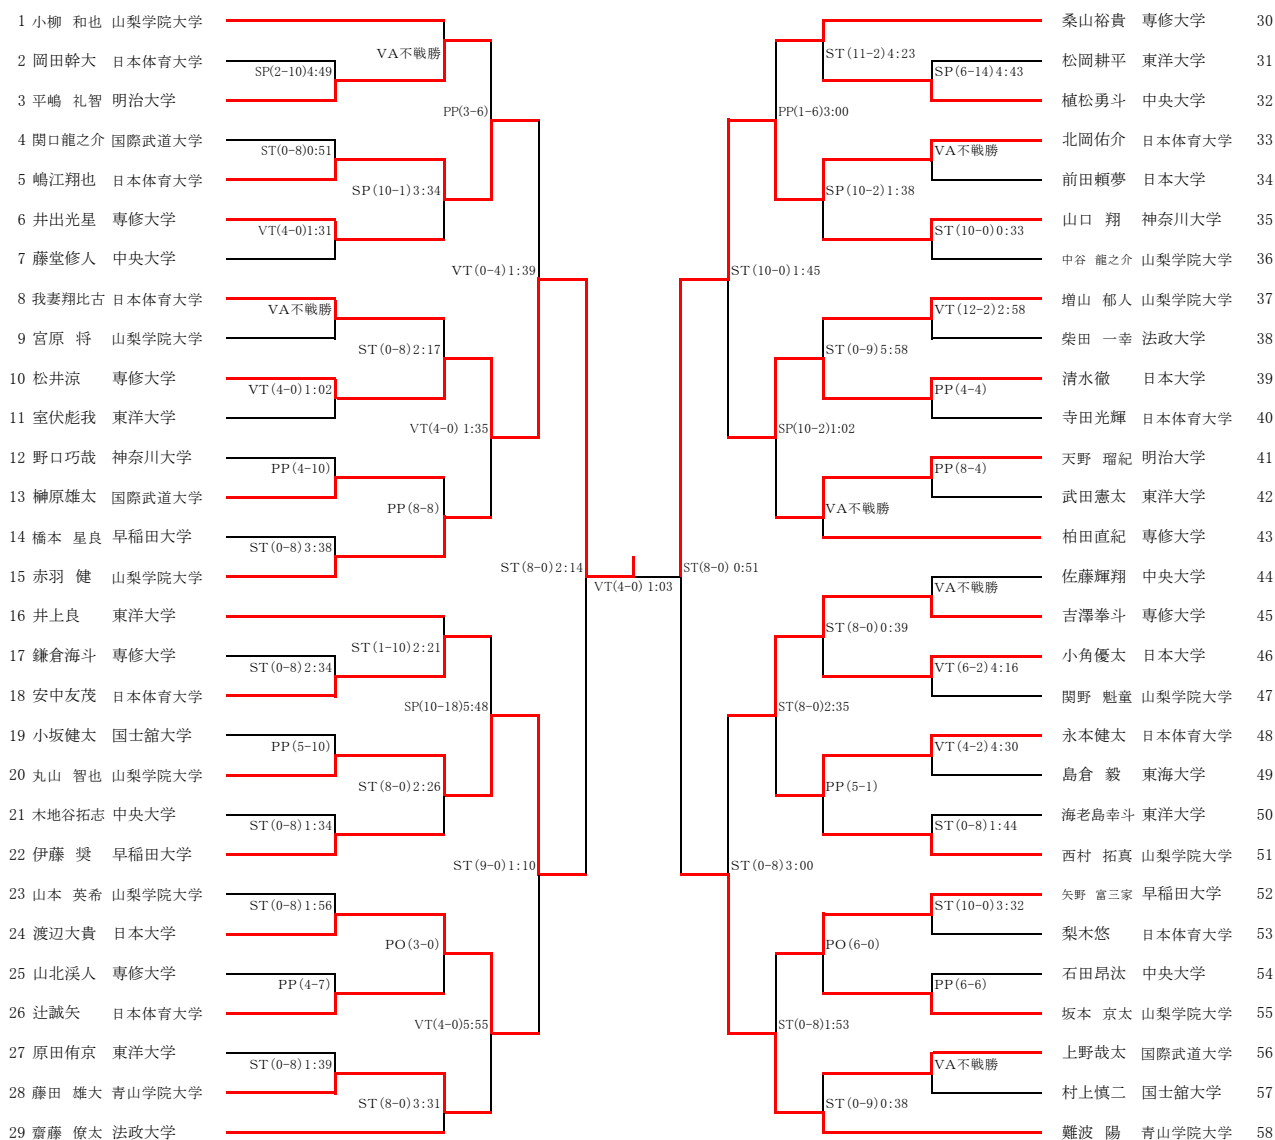 1 小柳 和也 山梨学院大学
2 岡田幹大 日本体育大学
3 平嶋 礼智 明治大学
4 関口龍之介 国際武道大学
5 嶋江翔也 日本体育大学
6 井出光星 専修大学
7 藤堂修人 中央大学
8 我妻翔比古 日本体育大学
9 宮原 将 山梨学院大学
10 松井涼 専修大学
11 室伏彪我 東洋大学
12 野口巧哉 神奈川大学
13 榊原雄太 国際武道大学
14 橋本 星良 早稲田大学
15 赤羽 健 山梨学院大学
16 井上良 東洋大学
17 鎌倉海斗 専修大学
18 安中友茂 日本体育大学
19 小坂健太 国士舘大学
20 丸山 智也 山梨学院大学
21 木地谷拓志 中央大学
22 伊藤 奨 早稲田大学
23 山本 英希 山梨学院大学
24 渡辺大貴 日本大学
25 山北渓人 専修大学
26 辻誠矢 日本体育大学
27 原田侑京 東洋大学
28 藤田 雄大 青山学院大学
29 齋藤 僚太 法政大学
SP(2-10)4:49
ST(0-8)0:51
VT(4-0)1:31
VA不戦勝
VT(4-0)1:02
PP(4-10)
ST(0-8)3:38
ST(0-8)2:34
PP(5-10)
ST(0-8)1:34
ST(0-8)1:56
PP(4-7)
ST(0-8)1:39
VA不戦勝
SP(10-1)3:34
ST(0-8)2:17
PP(8-8)
ST(1-10)2:21
ST(8-0)2:26
PO(3-0)
ST(8-0)3:31
PP(3-6)
VT(4-0) 1:35
SP(10-18)5:48
VT(4-0)5:55
VT(0-4)1:39
ST(9-0)1:10
ST(8-0)2:14
VT(4-0) 1:03
ST(8-0) 0:51
ST(10-0)1:45
ST(0-8)3:00
PP(1-6)3:00
SP(10-2)1:02
ST(8-0)2:35
ST(0-8)1:53
ST(11-2)4:23
SP(10-2)1:38
ST(0-9)5:58
VA不戦勝
ST(8-0)0:39
PP(5-1)
PO(6-0)
ST(0-9)0:38
SP(6-14)4:43
VA不戦勝
ST(10-0)0:33
VT(12-2)2:58
PP(4-4)
PP(8-4)
VA不戦勝
VT(6-2)4:16
VT(4-2)4:30
ST(0-8)1:44
ST(10-0)3:32
PP(6-6)
VA不戦勝
桑山裕貴 専修大学 30
松岡耕平 東洋大学 31
植松勇斗 中央大学 32
北岡佑介 日本体育大学 33
前田頼夢 日本大学 34
山口 翔 神奈川大学 35
中谷 龍之介 山梨学院大学 36
増山 郁人 山梨学院大学 37
柴田 一幸 法政大学 38
清水徹 日本大学 39
寺田光輝 日本体育大学 40
天野 瑠紀 明治大学 41
武田憲太 東洋大学 42
柏田直紀 専修大学 43
佐藤輝翔 中央大学 44
吉澤拳斗 専修大学 45
小角優太 日本大学 46
関野 魁童 山梨学院大学 47
永本健太 日本体育大学 48
島倉 毅 東海大学 49
海老島幸斗 東洋大学 50
西村 拓真 山梨学院大学 51
矢野 富三家 早稲田大学 52
梨木悠 日本体育大学 53
石田昂汰 中央大学 54
坂本 京太 山梨学院大学 55
上野哉太 国際武道大学 56
村上慎二 国士舘大学 57
難波 陽 青山学院大学 58